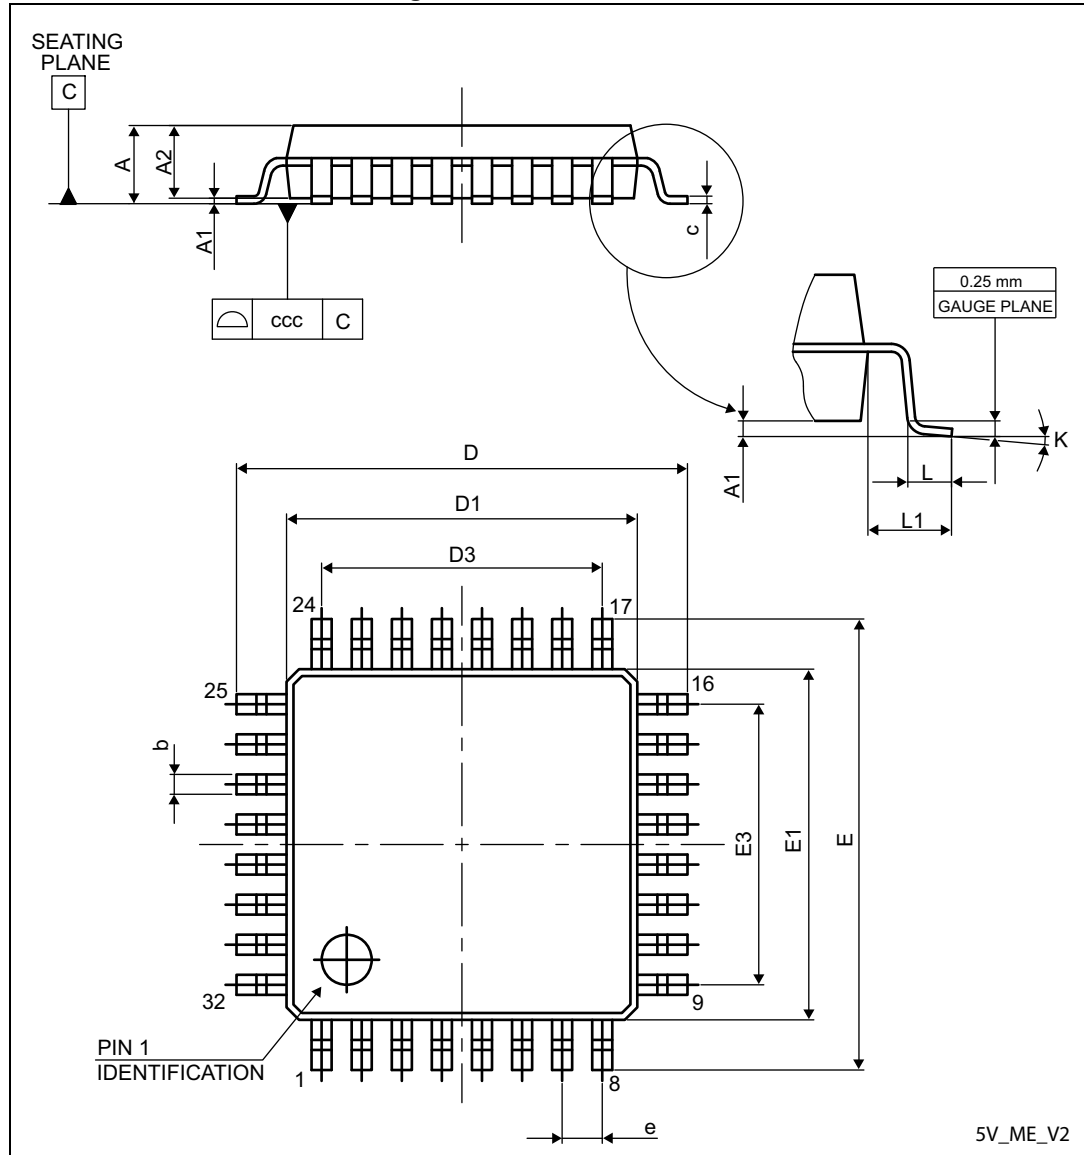 SEATING
PLANE
C
A
A2
A1
c
ccc
C
0.25 mm
GAUGE PLANE
K
A1
L
L1
D
D1
D3
24
17
25
16
b
E3
E1
E
32
9
PIN 1
IDENTIFICATION
1
8
e
5V_ME_V2